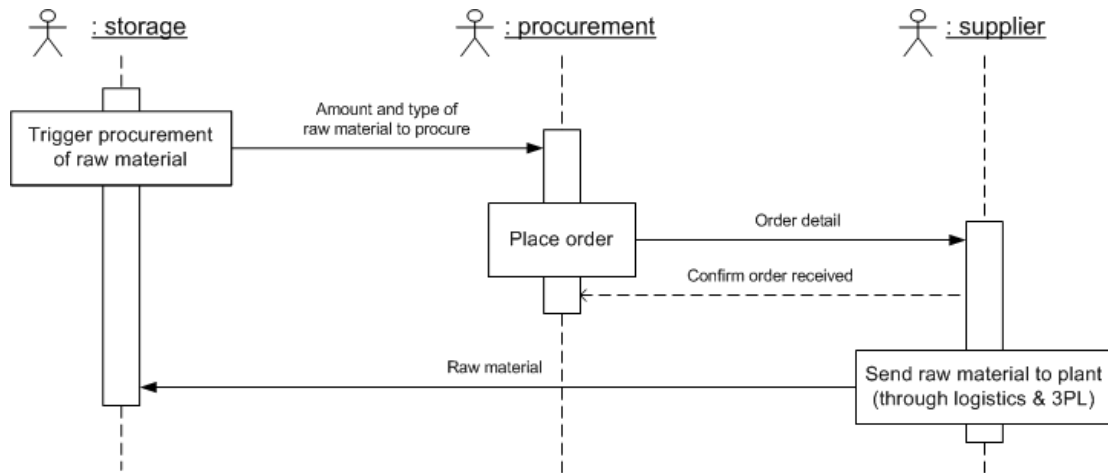 : storage
: procurement
: supplier
Amount and type of
raw material to procure
Trigger procurement
of raw material
Place order
Order detail
Confirm order received
Raw material
Send raw material to plant
(through logistics & 3PL)